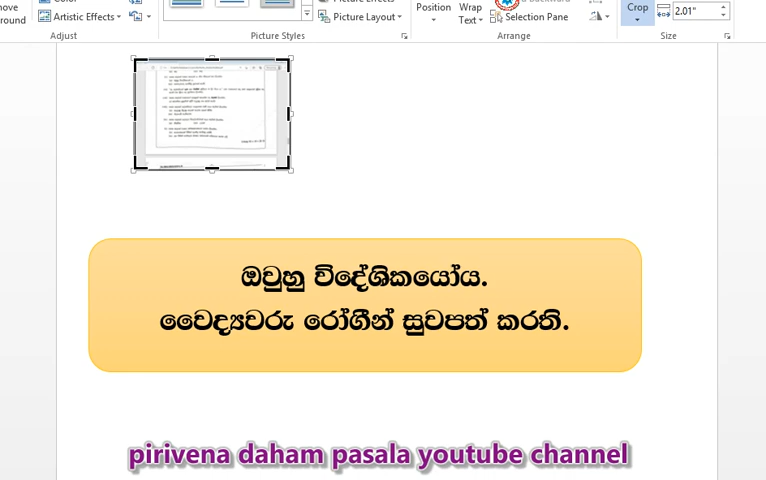 move
Color
round
Artistic Effects
Picture Effects
Picture Layout
Position
Wrap
Text
Backward
Selection Pane
Crop
2.01"
Adjust
Picture Styles
Arrange
Size
ඔවුහු විදේශිකයෝය.
වෛද්‍යවරු රෝගීන් සුවපත් කරති.
pirivena daham pasala youtube channel